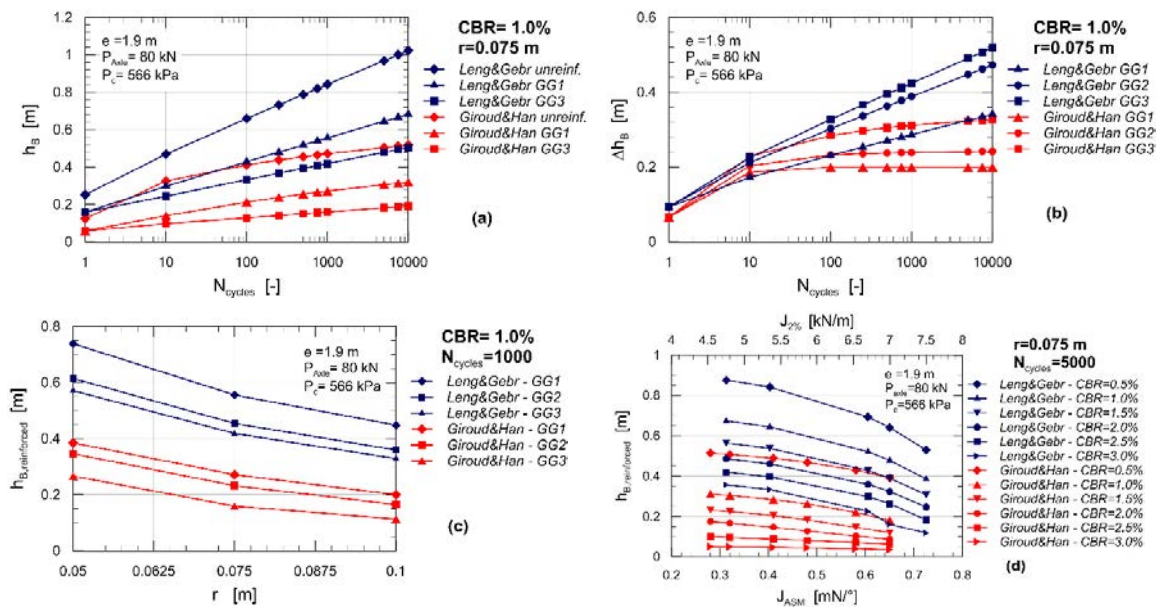 1.2
1
0.8
0.6
0.4
0.2
0
h_B [m]
e =1.9 m
P_Axle= 80 kN
P_c= 566 kPa
1 10 100 1000 10000
N_cycles [-]
CBR= 1.0%
r=0.075 m
Leng&Gebr unreinf.
Leng&Gebr GG1
Leng&Gebr GG3
Giroud&Han unreinf.
Giroud&Han GG1
Giroud&Han GG3
(a)
0.6
0.4
0.2
0
Δh_B [m]
e =1.9 m
P_Axle= 80 kN
P_c= 566 kPa
1 10 100 1000 10000
N_cycles [-]
CBR= 1.0%
r=0.075 m
Leng&Gebr GG1
Leng&Gebr GG2
Leng&Gebr GG3
Giroud&Han GG1
Giroud&Han GG2
Giroud&Han GG3
(b)
0.8
0.6
0.4
0.2
0
h_B,reinforced [m]
e =1.9 m
P_Axle= 80 kN
P_c= 566 kPa
0.05 0.0625 0.075 0.0875 0.1
r [m]
CBR= 1.0%
N_cycles=1000
Leng&Gebr - GG1
Leng&Gebr - GG2
Leng&Gebr - GG3
Giroud&Han - GG1
Giroud&Han - GG2
Giroud&Han - GG3
(c)
J_2% [kN/m]
4 4.5 5 5.5 6 6.5 7 7.5 8
1
0.8
0.6
0.4
0.2
0
h_B,reinforced [m]
e =1.9 m
P_axle=80 kN
P_c=566 kPa
0.2 0.3 0.4 0.5 0.6 0.7 0.8
J_ASM [mN/°]
r=0.075 m
N_cycles=5000
Leng&Gebr - CBR=0.5%
Leng&Gebr - CBR=1.0%
Leng&Gebr - CBR=1.5%
Leng&Gebr - CBR=2.0%
Leng&Gebr - CBR=2.5%
Leng&Gebr - CBR=3.0%
Giroud&Han - CBR=0.5%
Giroud&Han - CBR=1.0%
Giroud&Han - CBR=1.5%
Giroud&Han - CBR=2.0%
Giroud&Han - CBR=2.5%
Giroud&Han - CBR=3.0%
(d)